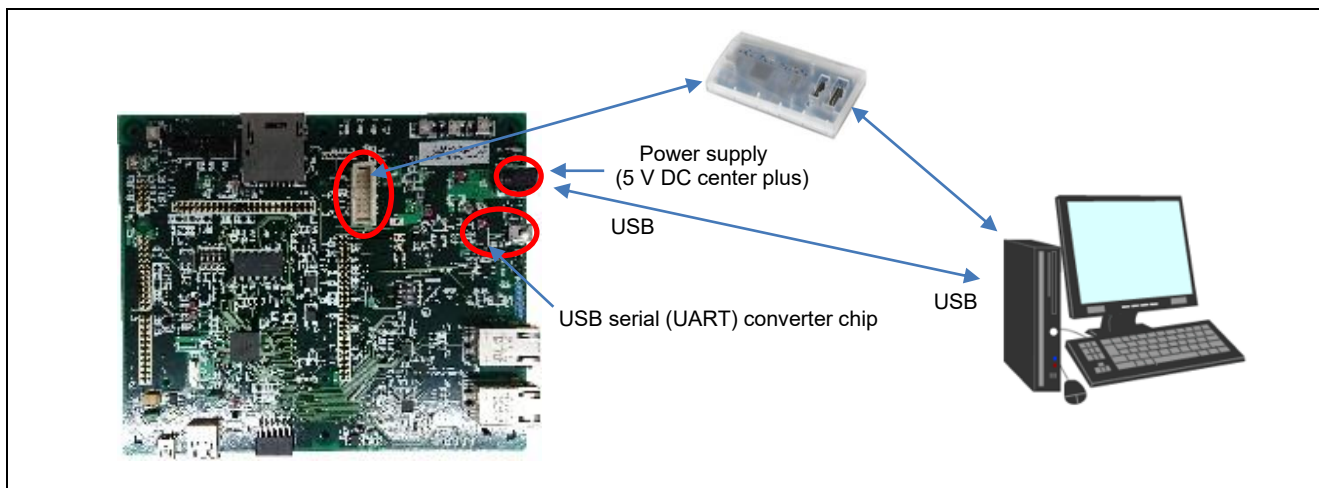 Power supply
(5 V DC center plus)
USB
USB
USB serial (UART) converter chip